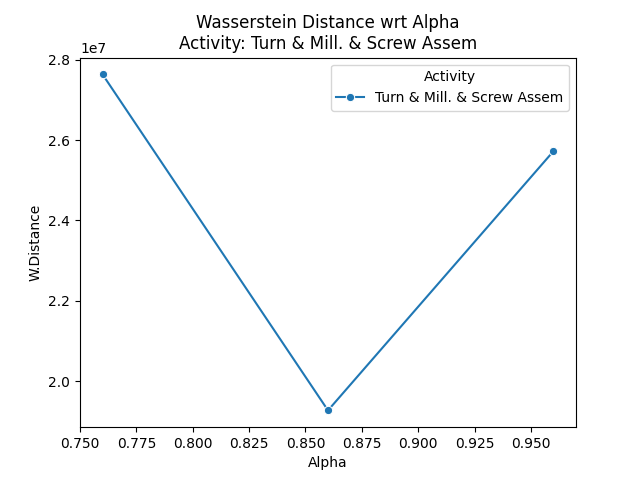 Wasserstein Distance wrt Alpha
Activity: Turn & Mill. & Screw Assem
1e7
2.8
2.6
2.4
2.2
2.0
W.Distance
Activity
Turn & Mill. & Screw Assem
0.750 0.775 0.800 0.825 0.850 0.875 0.900 0.925 0.950
Alpha